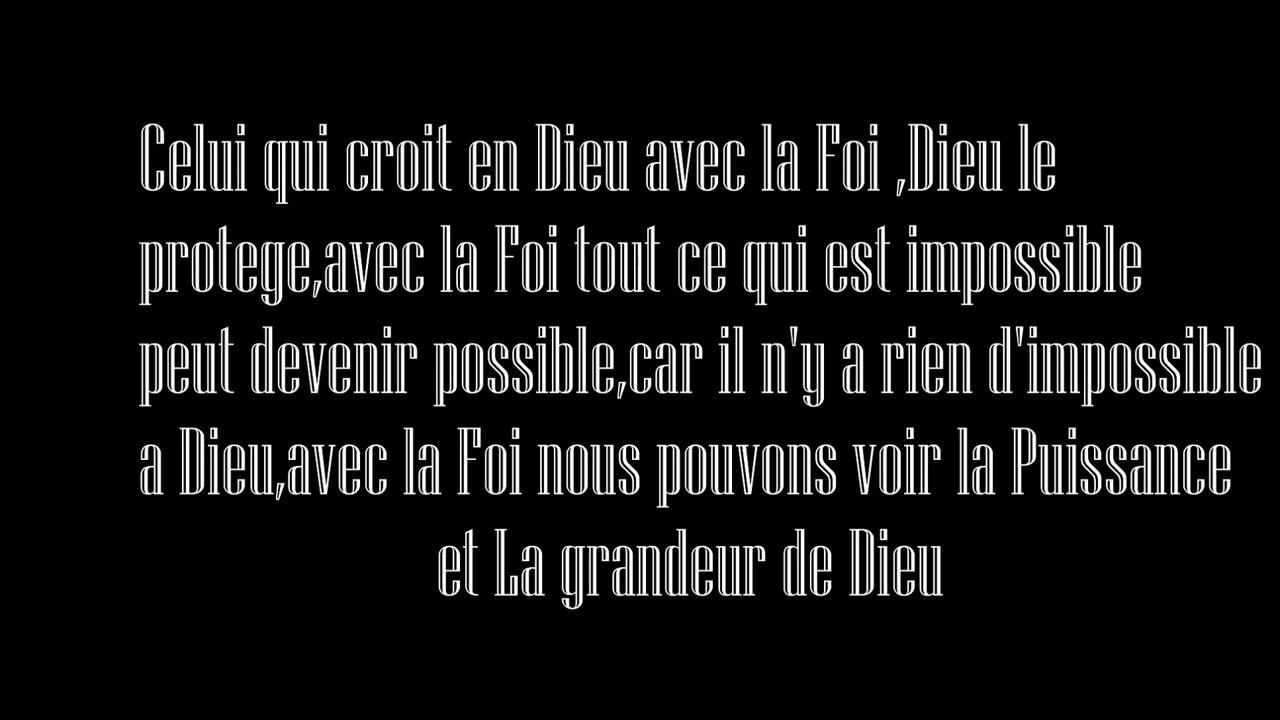 Celui qui croit en Dieu avec la Foi ,Dieu le
protege,avec la Foi tout ce qui est impossible
peut devenir possible,car il n'y a rien d'impossible
a Dieu,avec la Foi nous pouvons voir la Puissance
et La grandeur de Dieu